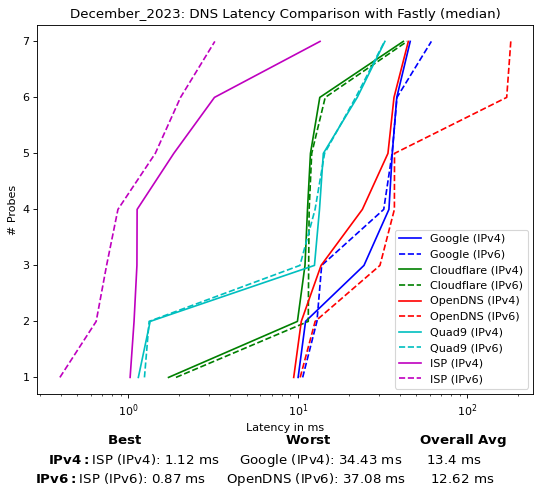 December_2023: DNS Latency Comparison with Fastly (median)
7
6
5
4
3
2
1
# Probes
Google (IPv4)
Google (IPv6)
Cloudflare (IPv4)
Cloudflare (IPv6)
OpenDNS (IPv4)
OpenDNS (IPv6)
Quad9 (IPv4)
Quad9 (IPv6)
ISP (IPv4)
ISP (IPv6)
10⁰ 10¹ 10²
Latency in ms
Best Worst Overall Avg
IPv4: ISP (IPv4): 1.12 ms Google (IPv4): 34.43 ms 13.4 ms
IPv6: ISP (IPv6): 0.87 ms OpenDNS (IPv6): 37.08 ms 12.62 ms